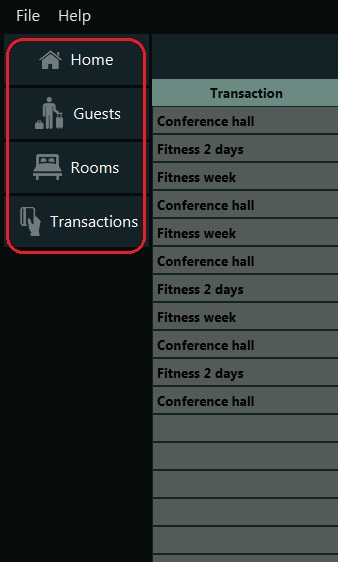 File Help
Home
Guests
Rooms
Transactions
Transaction
Conference hall
Fitness 2 days
Fitness week
Conference hall
Fitness week
Conference hall
Fitness 2 days
Fitness week
Conference hall
Fitness 2 days
Conference hall